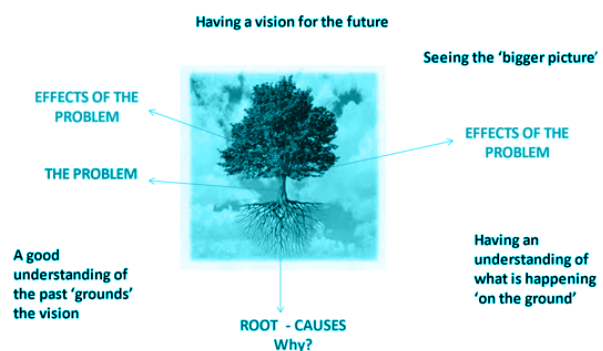 Having a vision for the future
Seeing the ‘bigger picture’
EFFECTS OF THE
PROBLEM
EFFECTS OF THE
PROBLEM
THE PROBLEM
A good
understanding of
the past ‘grounds’
the vision
Having an
understanding of
what is happening
‘on the ground’
ROOT - CAUSES
Why?